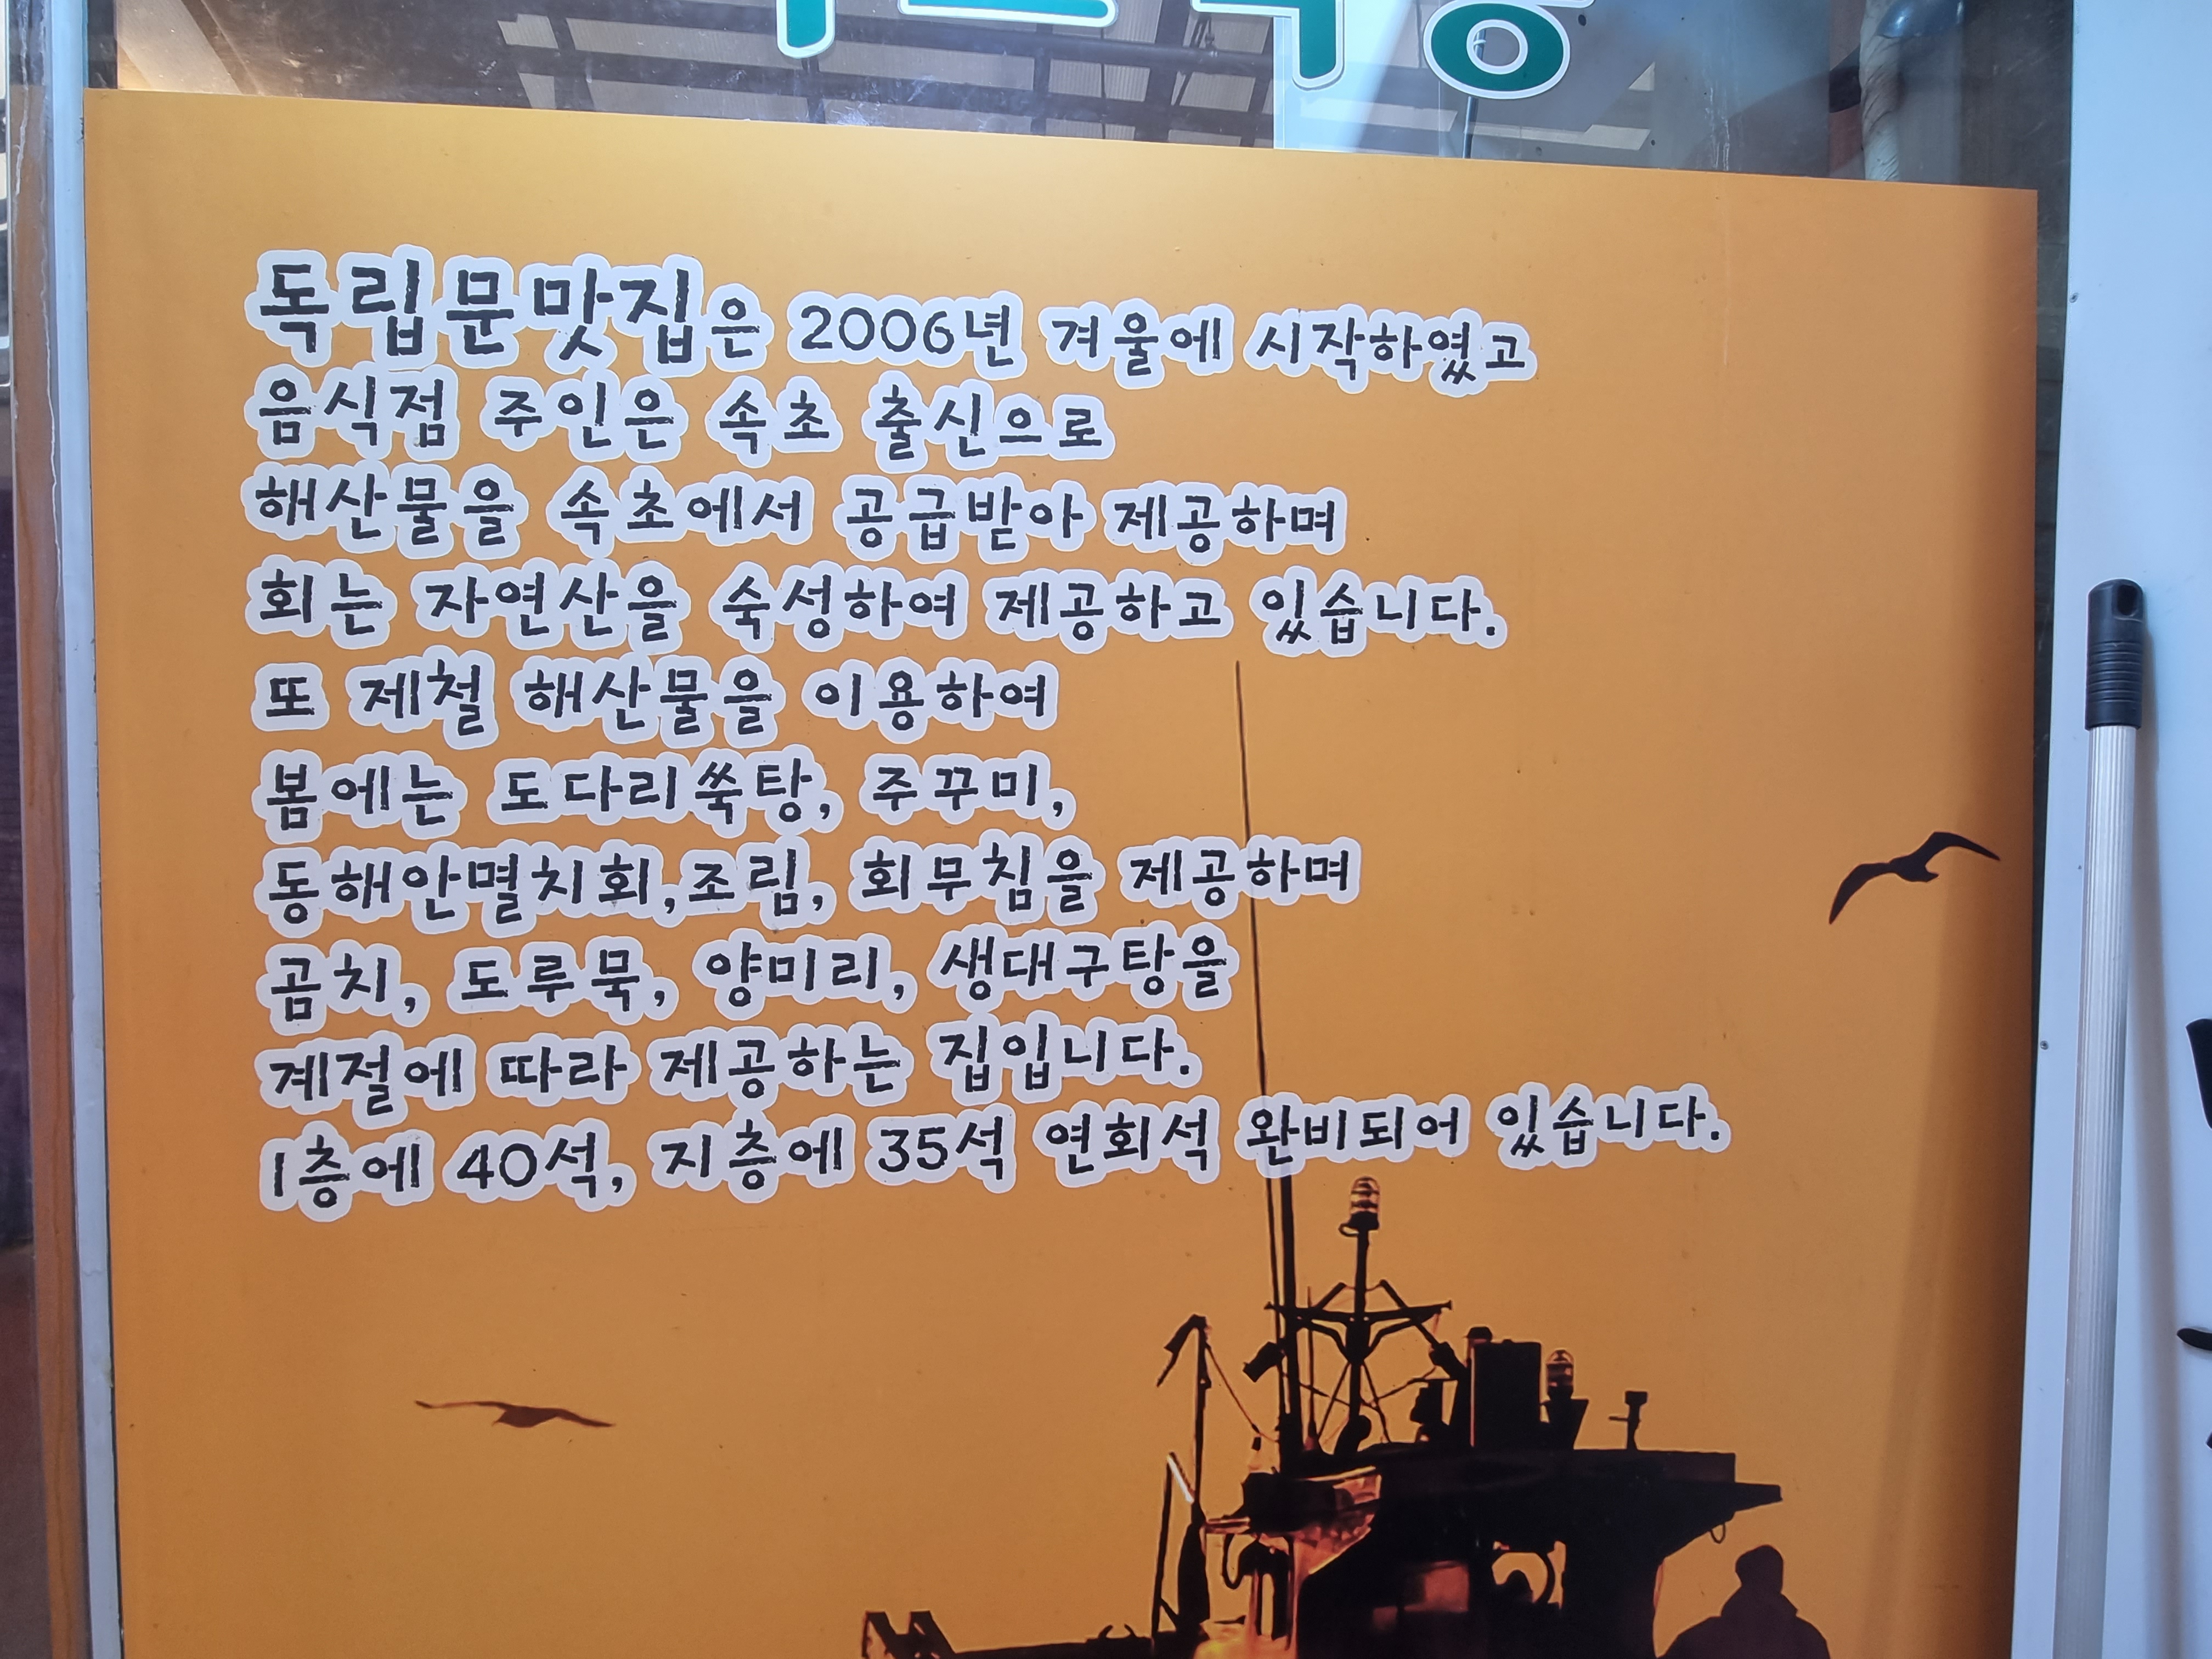 독립문맛집은 2006년 겨울에 시작하였고
음식점 주인은 속초 출신으로
해산물을 속초에서 공급받아 제공하며
회는 자연산을 숙성하여 제공하고 있습니다.
또 제철 해산물을 이용하여
봄에는 도다리쑥탕, 주꾸미,
동해안멸치회,조림, 회무침을 제공하며
곰치, 도루묵, 양미리, 생대구탕을
계절에 따라 제공하는 집입니다.
1층에 40석, 지층에 35석 연회석 완비되어 있습니다.